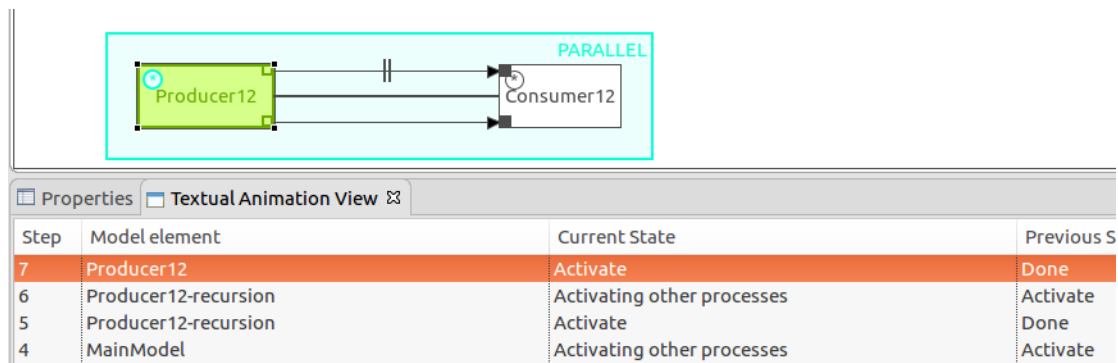 PARALLEL
* *
Producer12 Consumer12
Properties Textual Animation View
Step Model element Current State Previous S
7 Producer12 Activate Done
6 Producer12-recursion Activating other processes Activate
5 Producer12-recursion Activate Done
4 MainModel Activating other processes Activate